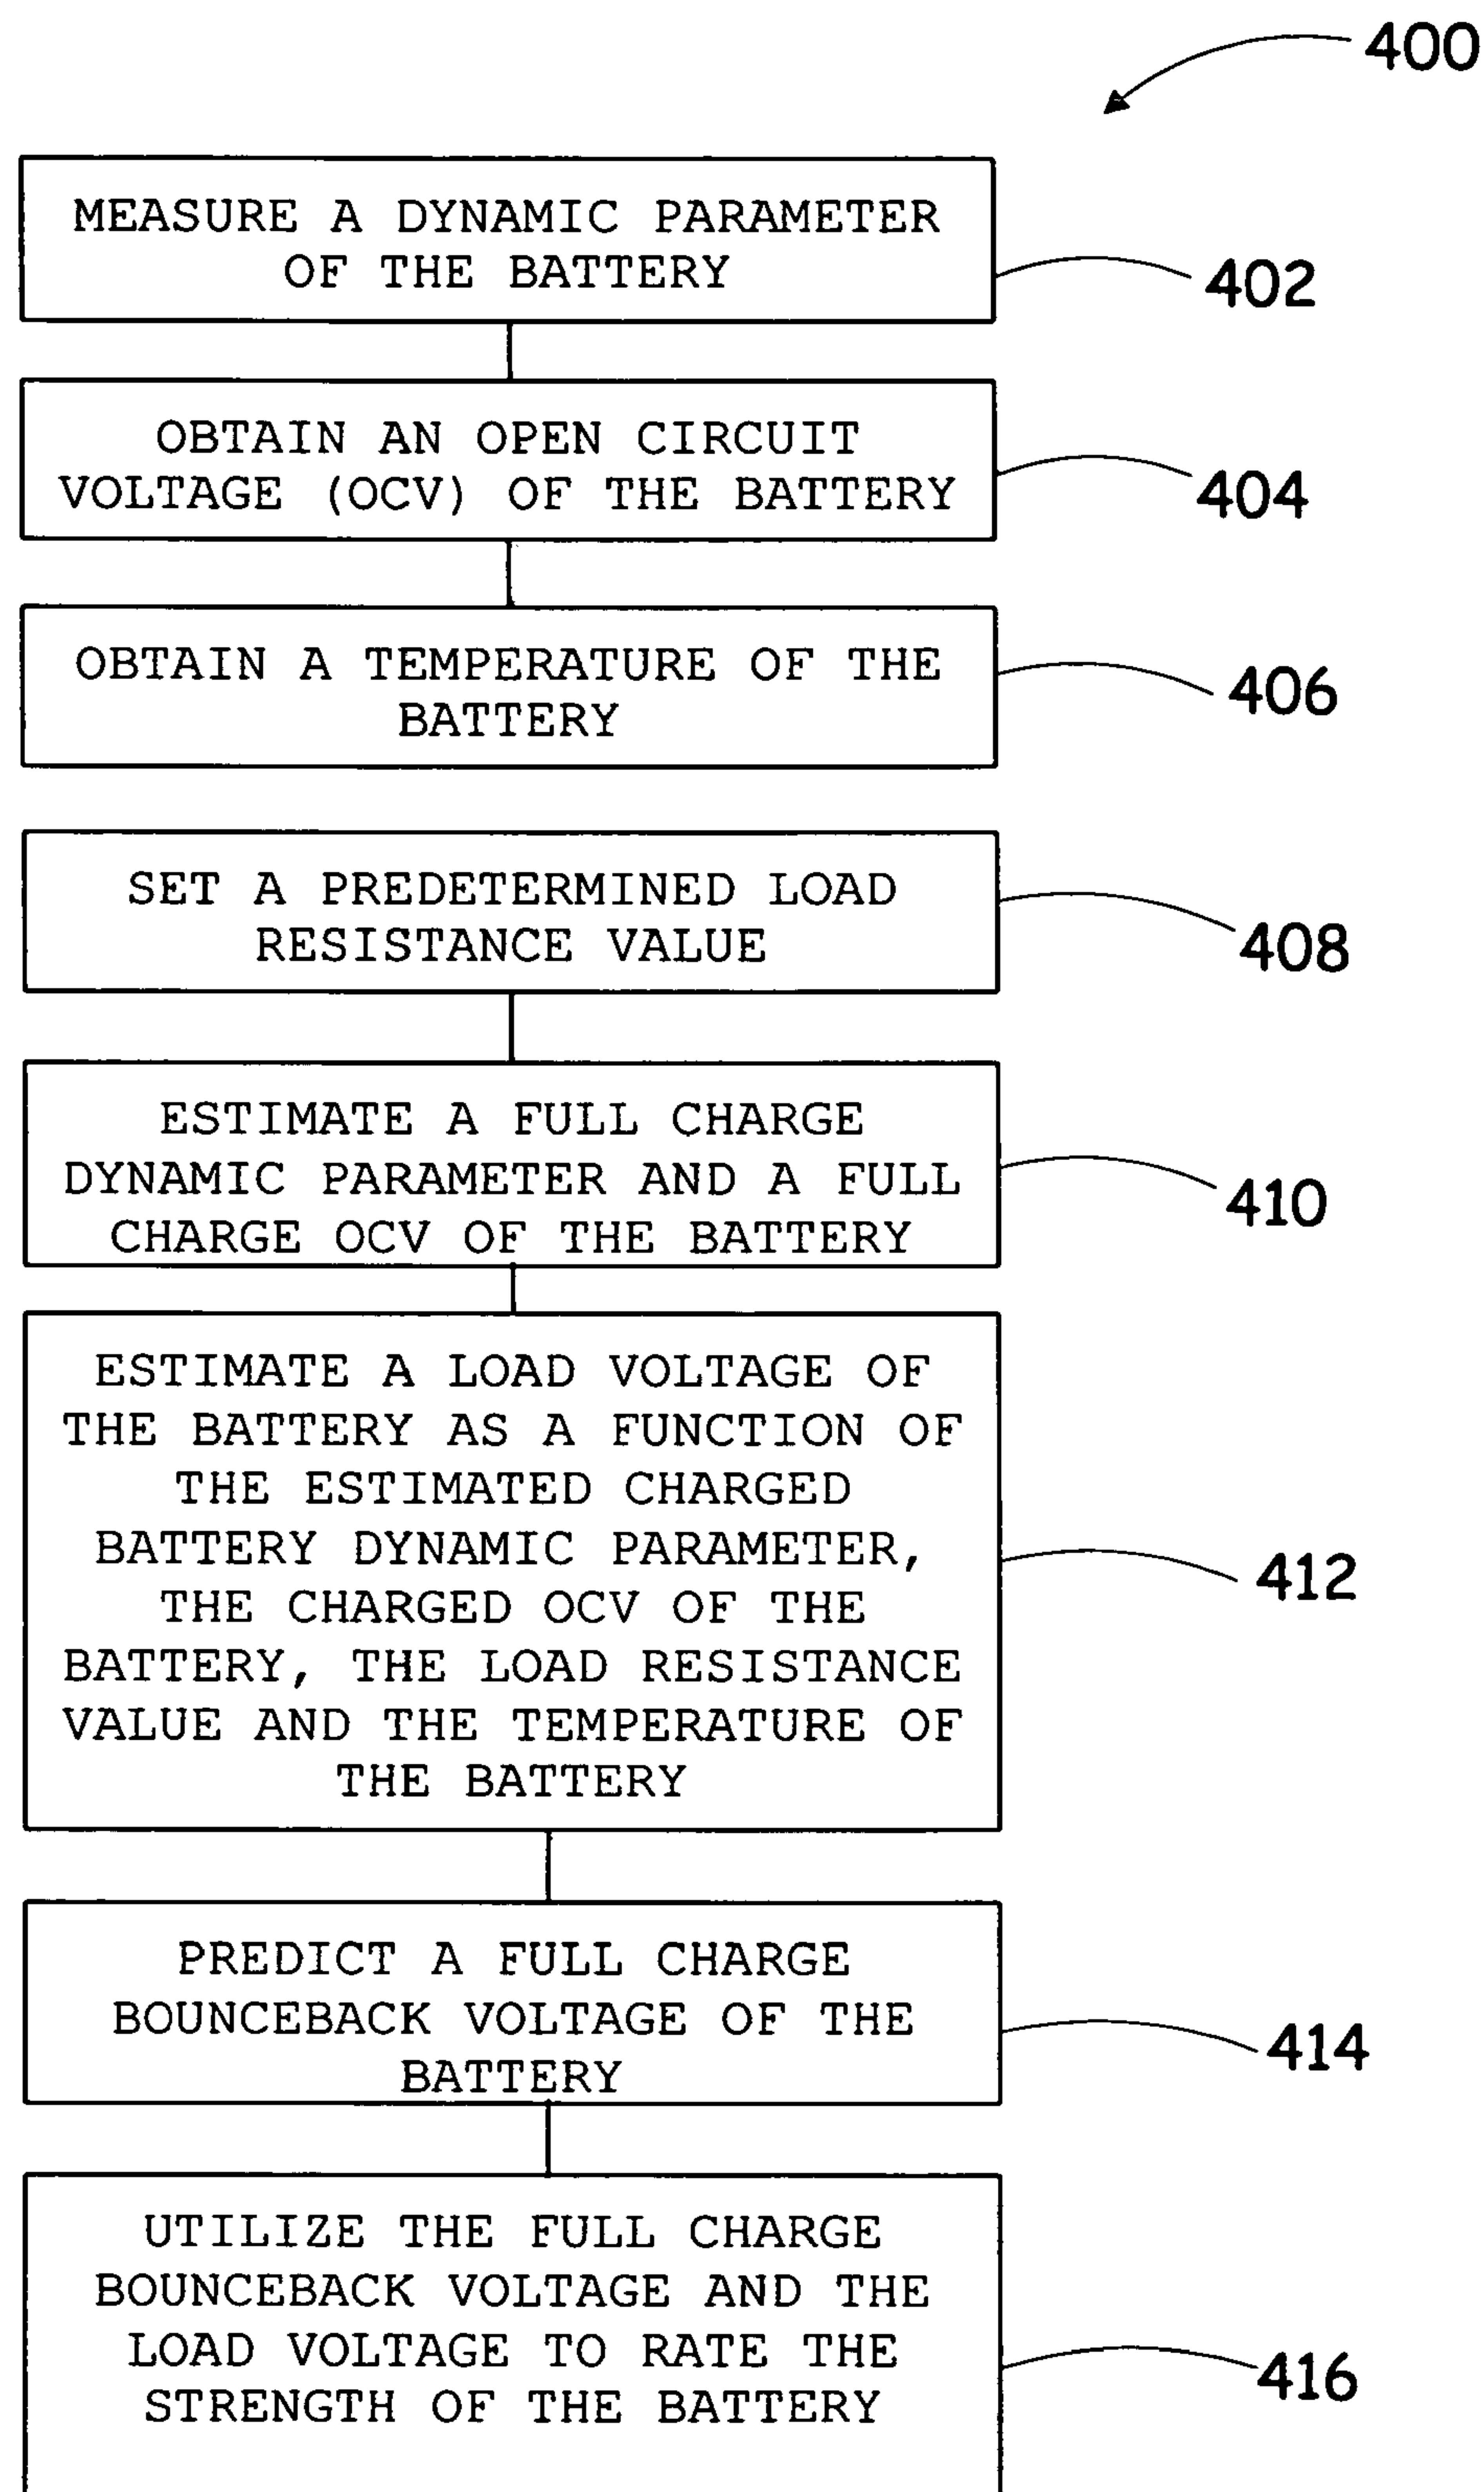 400
MEASURE A DYNAMIC PARAMETER
OF THE BATTERY
402
OBTAIN AN OPEN CIRCUIT
VOLTAGE (OCV) OF THE BATTERY
404
OBTAIN A TEMPERATURE OF THE
BATTERY
406
SET A PREDETERMINED LOAD
RESISTANCE VALUE
408
ESTIMATE A FULL CHARGE
DYNAMIC PARAMETER AND A FULL
CHARGE OCV OF THE BATTERY
410
ESTIMATE A LOAD VOLTAGE OF
THE BATTERY AS A FUNCTION OF
THE ESTIMATED CHARGED
BATTERY DYNAMIC PARAMETER,
THE CHARGED OCV OF THE
BATTERY, THE LOAD RESISTANCE
VALUE AND THE TEMPERATURE OF
THE BATTERY
412
PREDICT A FULL CHARGE
BOUNCEBACK VOLTAGE OF THE
BATTERY
414
UTILIZE THE FULL CHARGE
BOUNCEBACK VOLTAGE AND THE
LOAD VOLTAGE TO RATE THE
STRENGTH OF THE BATTERY
416